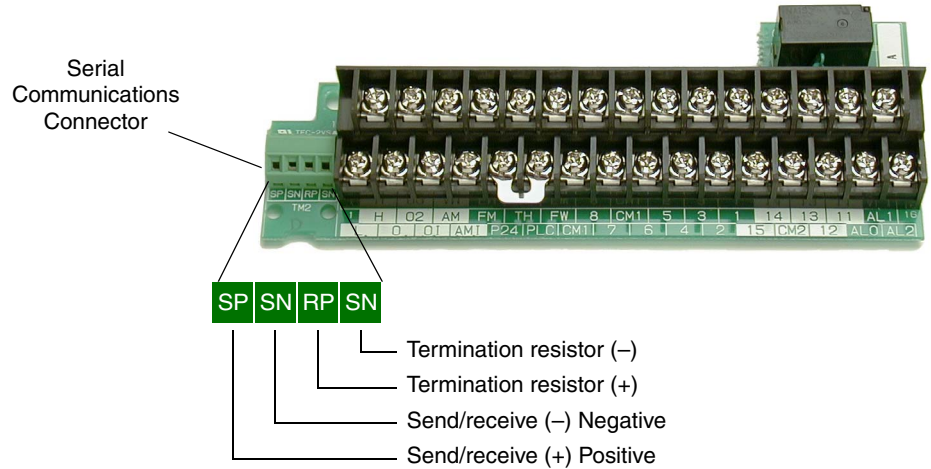 Serial
Communications
Connector
A
SP SN RP SN
TM2
H O2 AM FM TH FW 8 CM1 5 3 1 14 13 11 AL1 16
O OI AMI P24 PLC CM1 7 6 4 2 15 CM2 12 AL0 AL2
SP SN RP SN
Termination resistor (–)
Termination resistor (+)
Send/receive (–) Negative
Send/receive (+) Positive